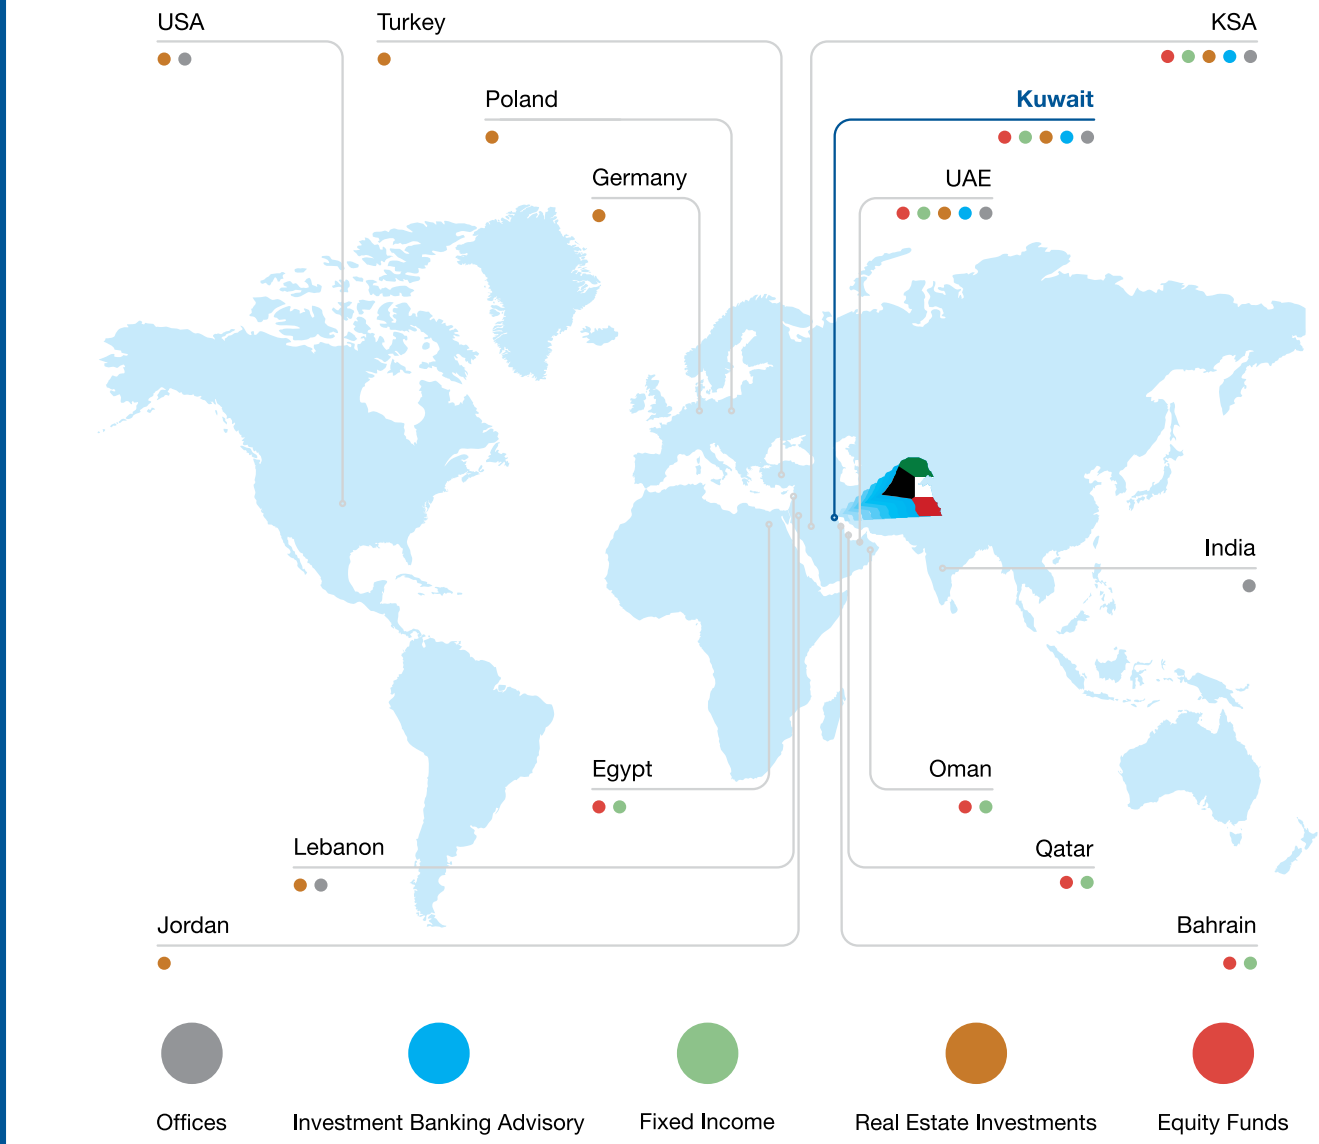 USA
Turkey
KSA
Poland
Kuwait
Germany
UAE
India
Egypt
Oman
Lebanon
Qatar
Jordan
Bahrain
Offices
Investment Banking Advisory
Fixed Income
Real Estate Investments
Equity Funds